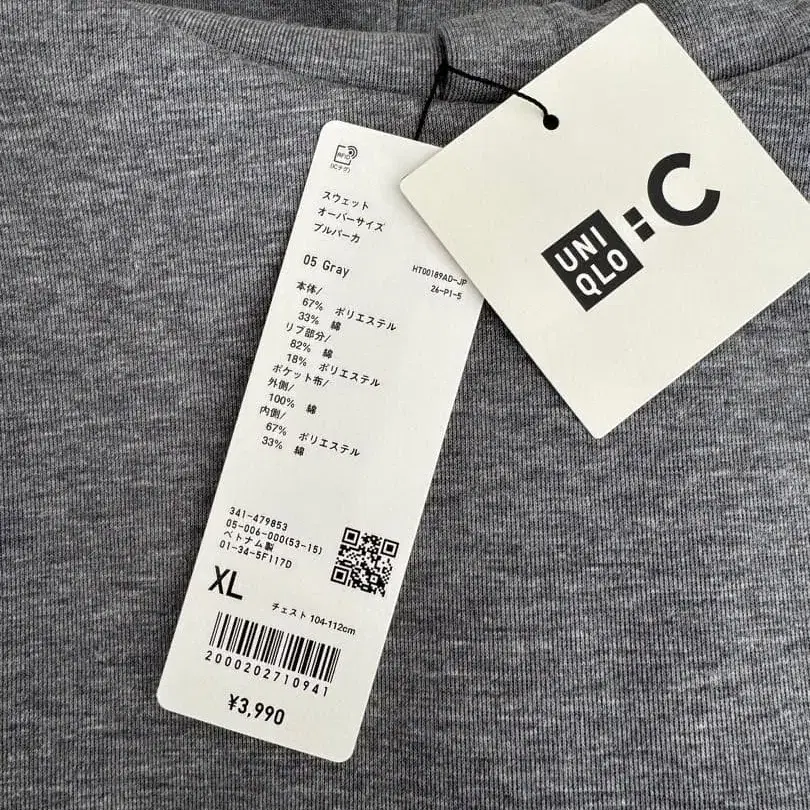 RFID
(ICタグ)
スウェット
オーバーサイズ
プルパーカ
05 Gray
HT00189AD-JP
26-P1-5
本体/
67% ポリエステル
33% 綿
リブ部分/
82% 綿
18% ポリエステル
ポケット布/
外側/
100% 綿
内側/
67% ポリエステル
33% 綿
341-479853
05-006-000(53-15)
ベトナム製
01-34-5F117D
XL
チェスト 104-112cm
2000202710941
¥3,990
UNI
QLO
:C